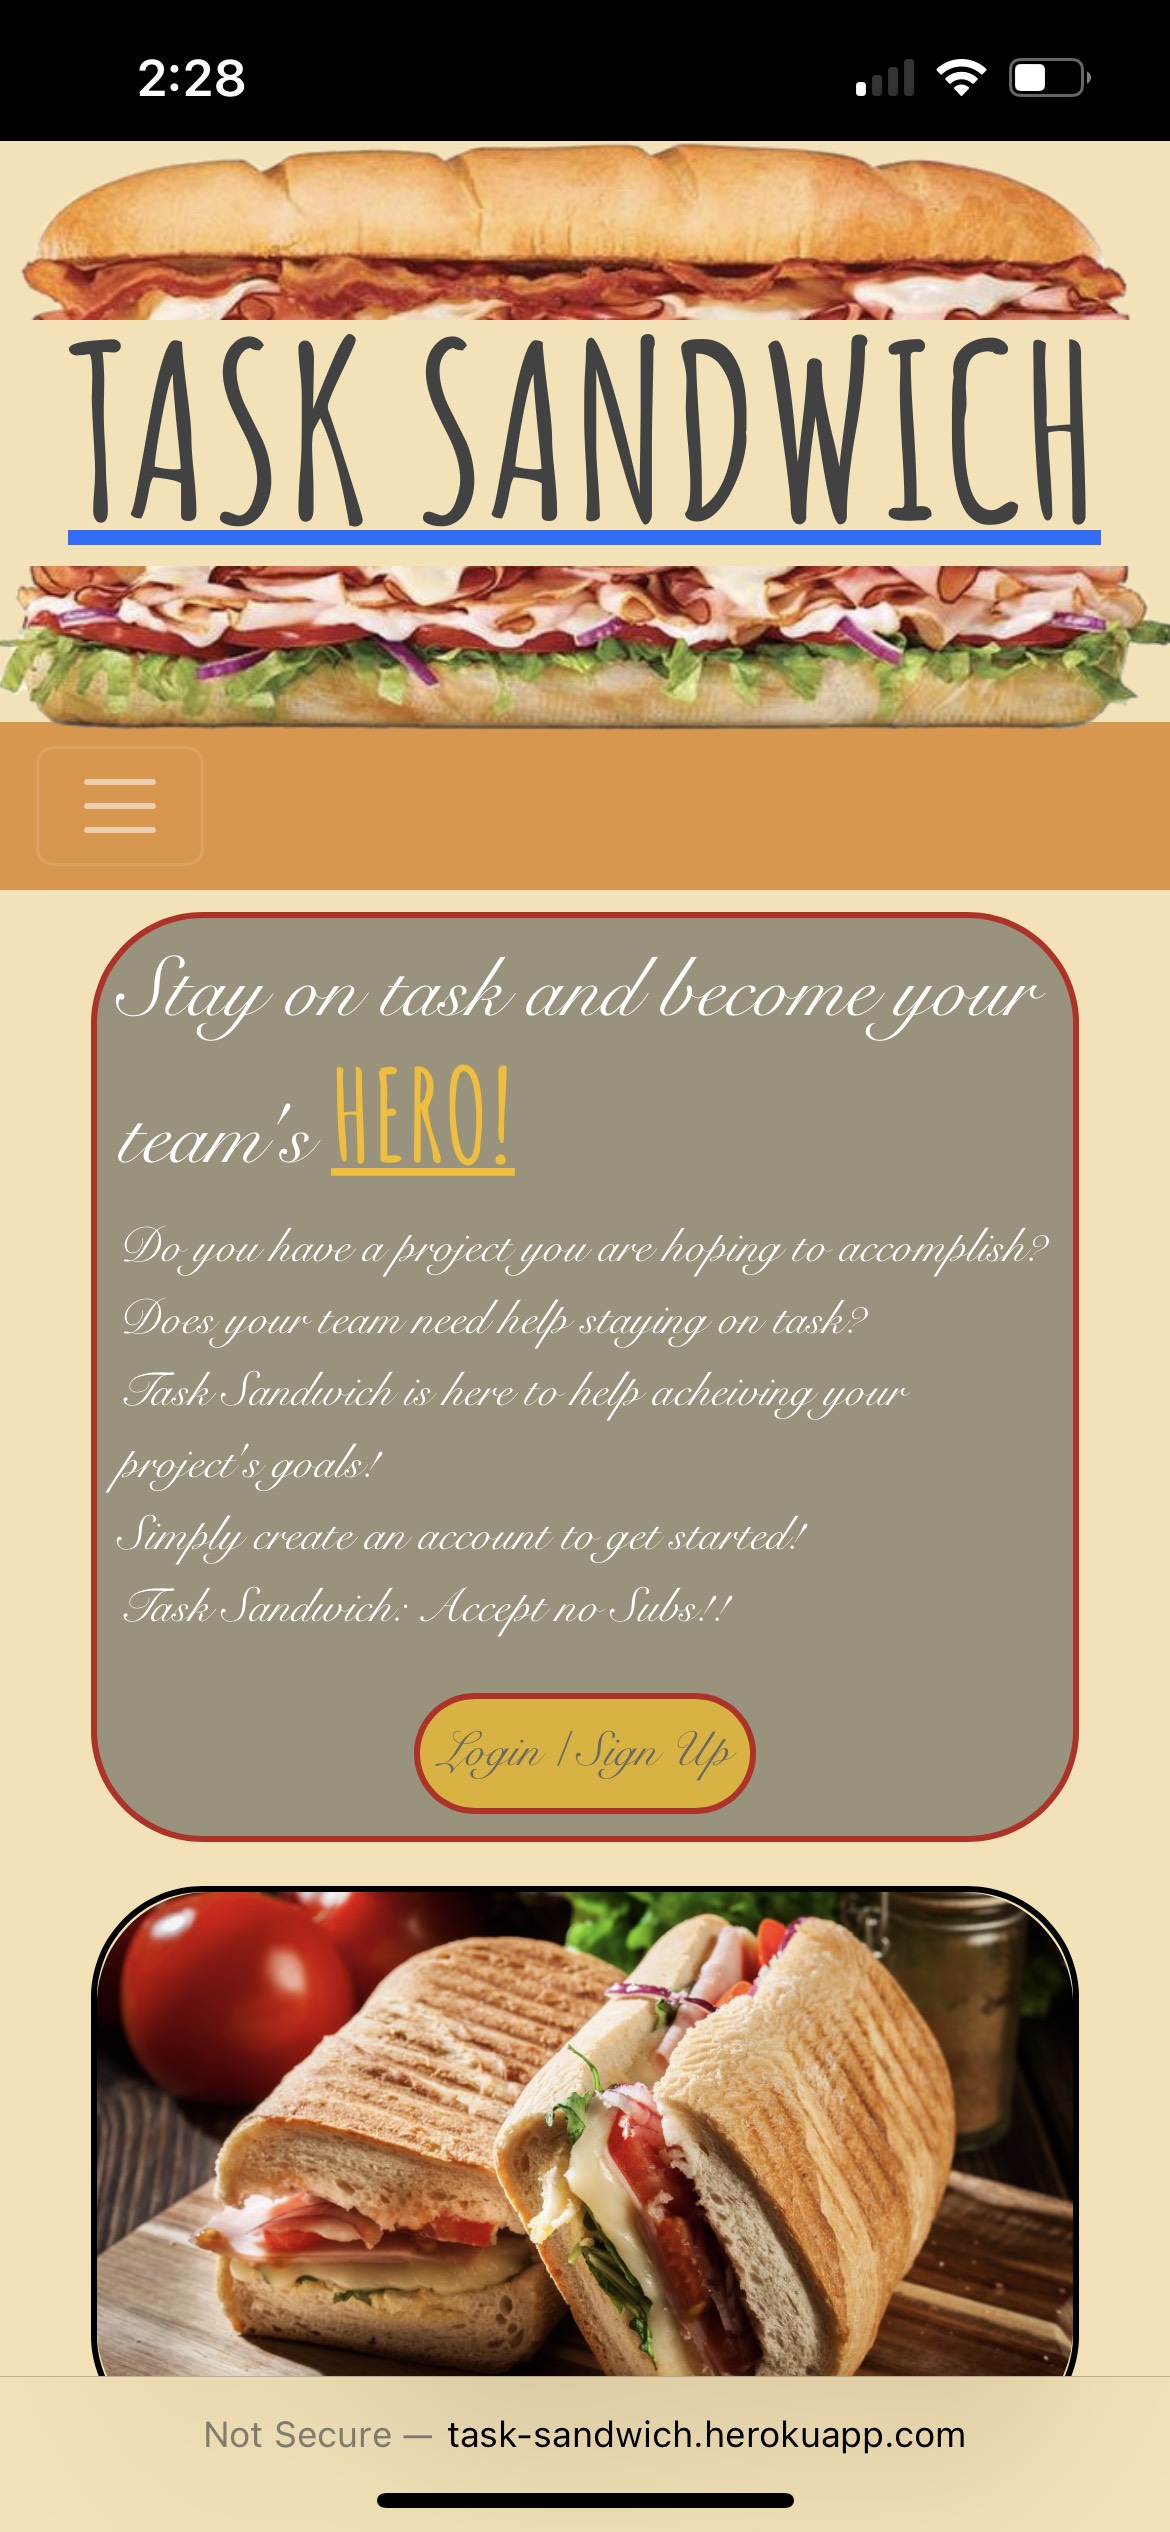 2:28
TASK SANDWICH
Stay on task and become your
team's HERO!
Do you have a project you are hoping to accomplish?
Does your team need help staying on task?
Task Sandwich is here to help acheiving your
project's goals!
Simply create an account to get started!
Task Sandwich: Accept no Subs!!
Login | Sign Up
Not Secure — task-sandwich.herokuapp.com